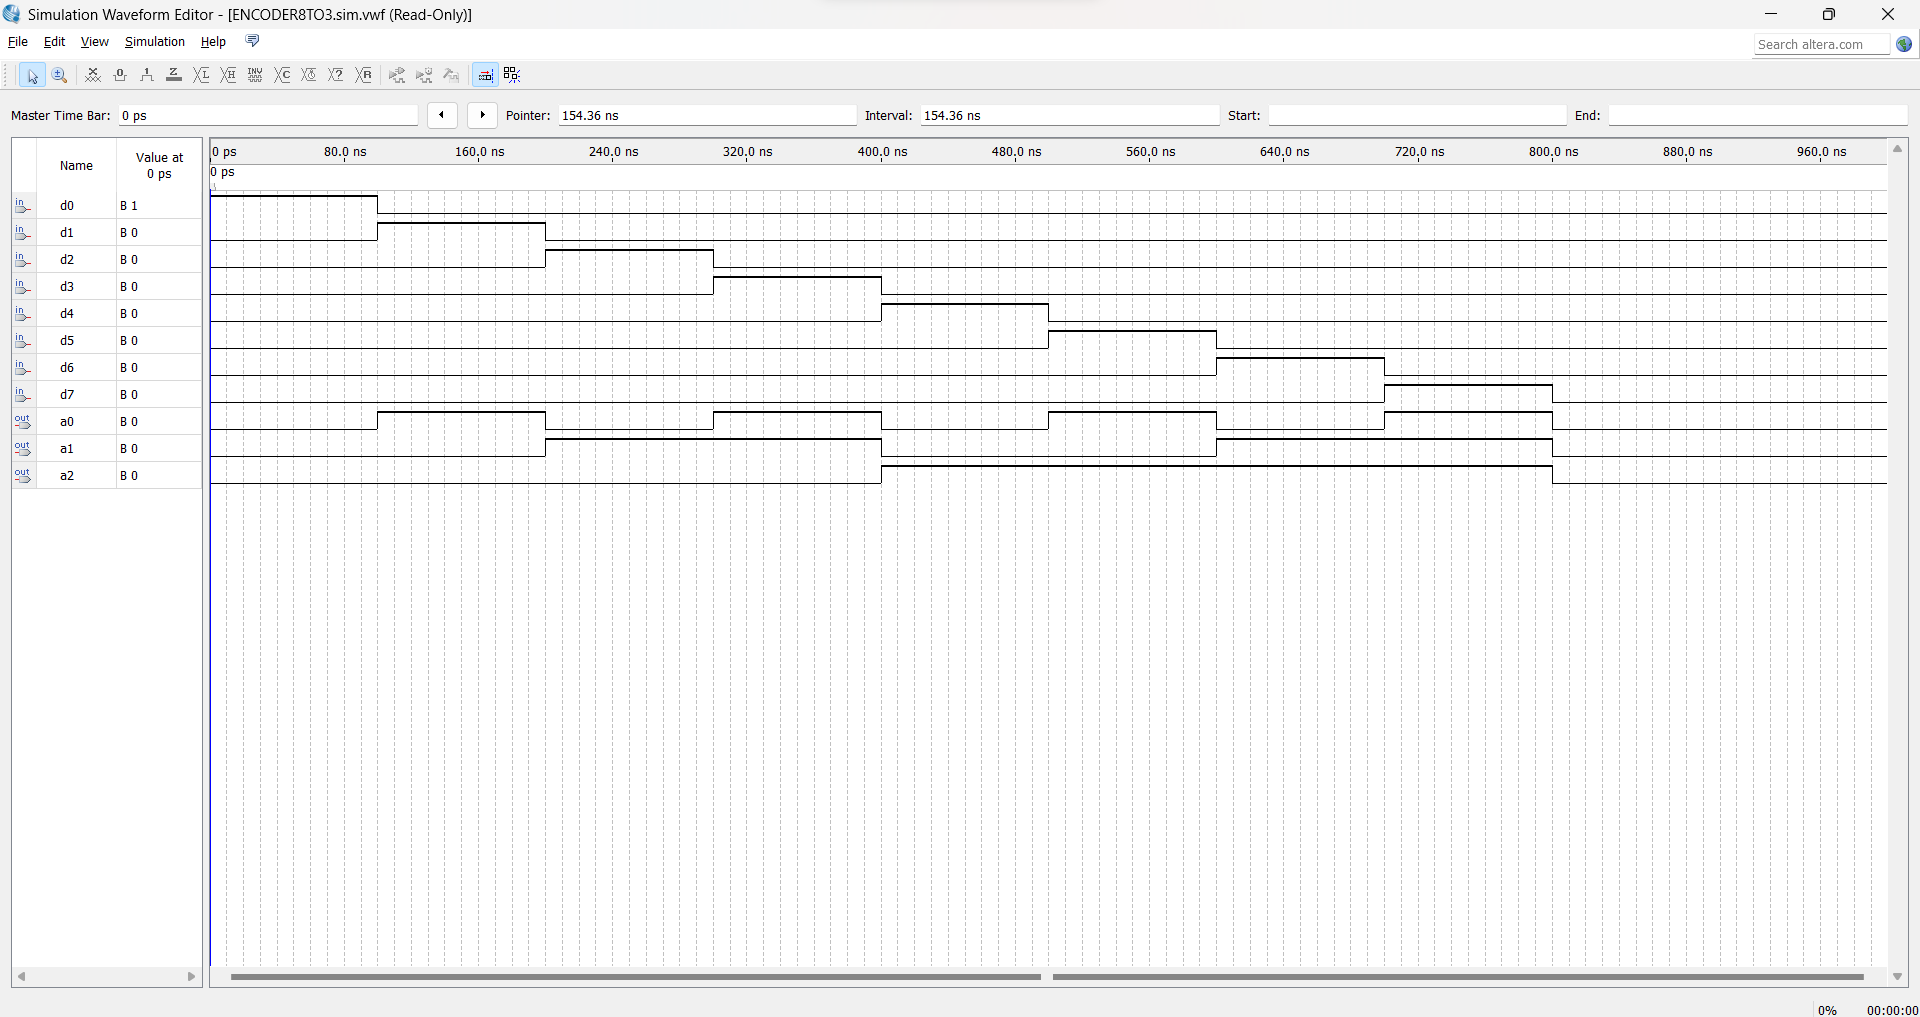 Simulation Waveform Editor - [ENCODER8TO3.sim.vwf (Read-Only)]
File Edit View Simulation Help
Search altera.com
Master Time Bar: 0 ps Pointer: 154.36 ns Interval: 154.36 ns Start: End:
Name Value at 0 ps
0 ps 80.0 ns 160.0 ns 240.0 ns 320.0 ns 400.0 ns 480.0 ns 560.0 ns 640.0 ns 720.0 ns 800.0 ns 880.0 ns 960.0 ns
0 ps
in d0 B 1
in d1 B 0
in d2 B 0
in d3 B 0
in d4 B 0
in d5 B 0
in d6 B 0
in d7 B 0
out a0 B 0
out a1 B 0
out a2 B 0
0% 00:00:00